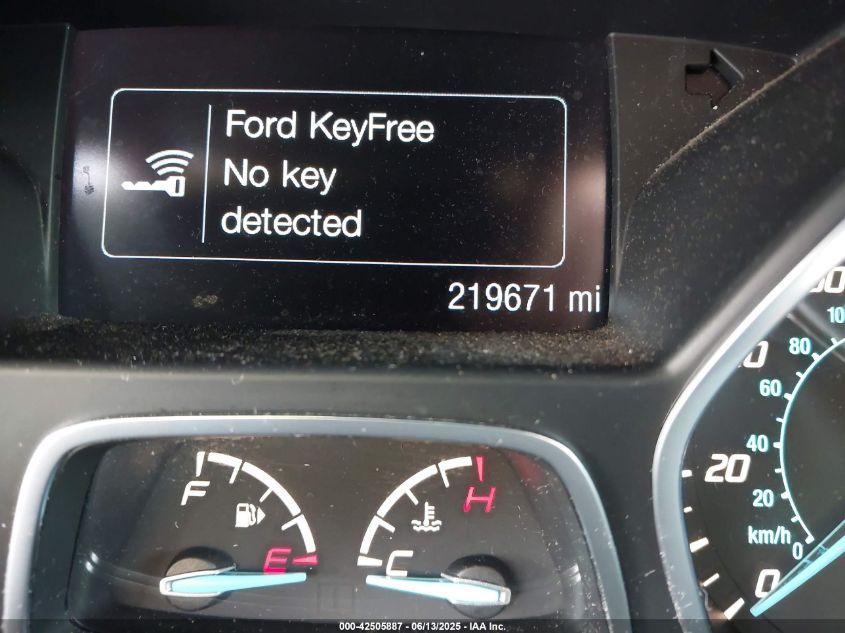 Ford KeyFree
No key
detected
219671 mi
F
E
H
C
80
60
40
20
km/h
0
20
0
000-42505887 - 06/13/2025 - IAA Inc.